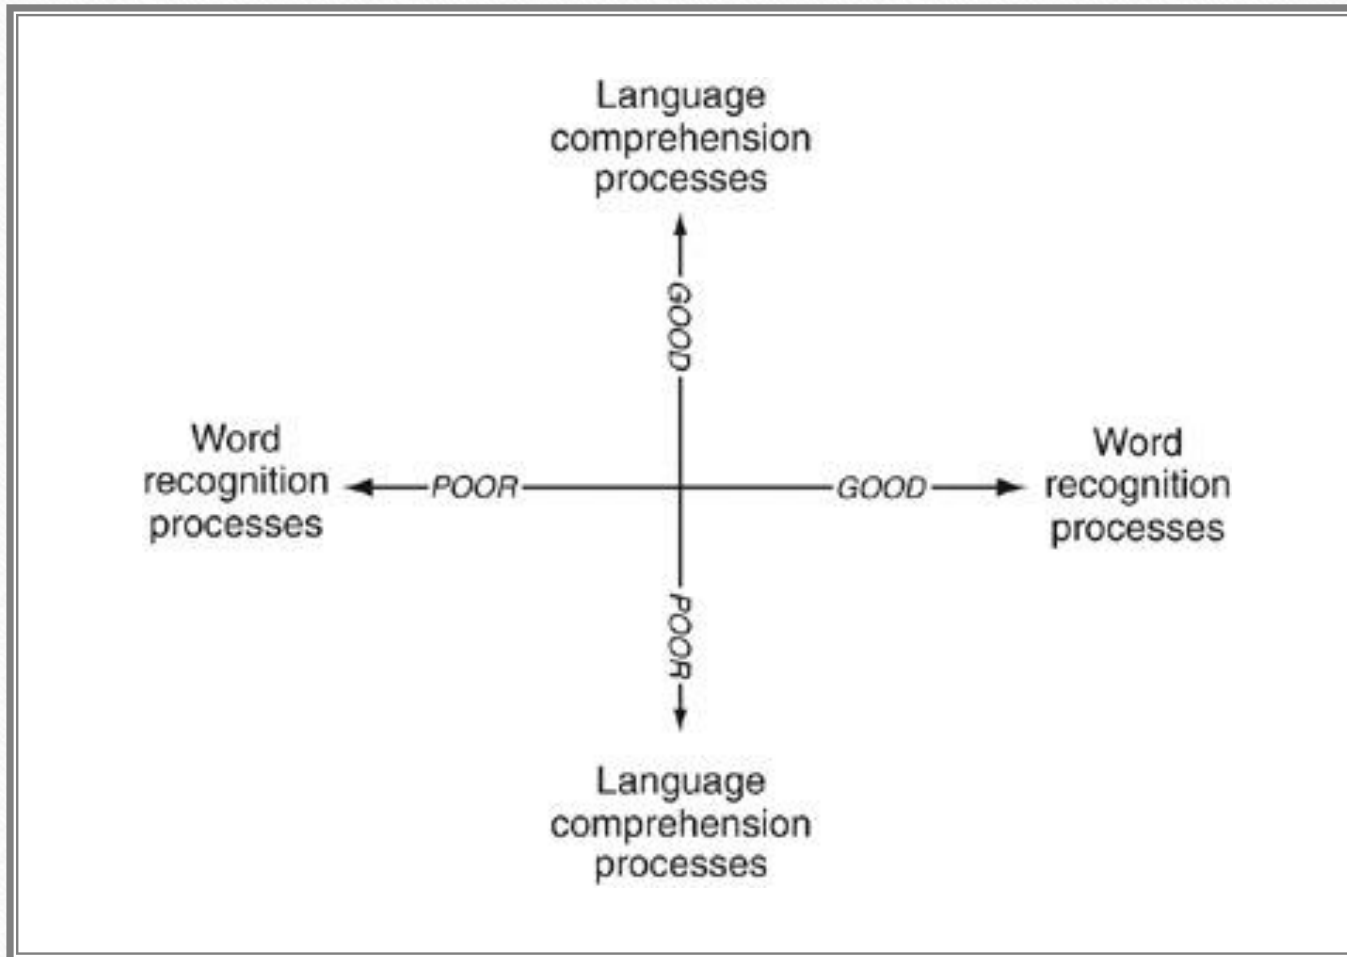 Language
comprehension
processes
GOOD
Word
recognition
processes
POOR
GOOD
Word
recognition
processes
POOR
Language
comprehension
processes